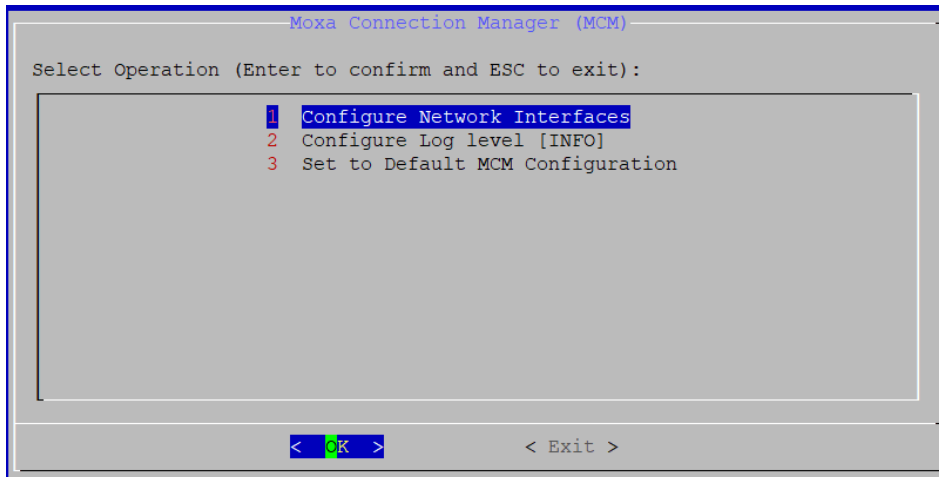 Moxa Connection Manager (MCM)
Select Operation (Enter to confirm and ESC to exit):
1 Configure Network Interfaces
2 Configure Log level [INFO]
3 Set to Default MCM Configuration
< OK > < Exit >